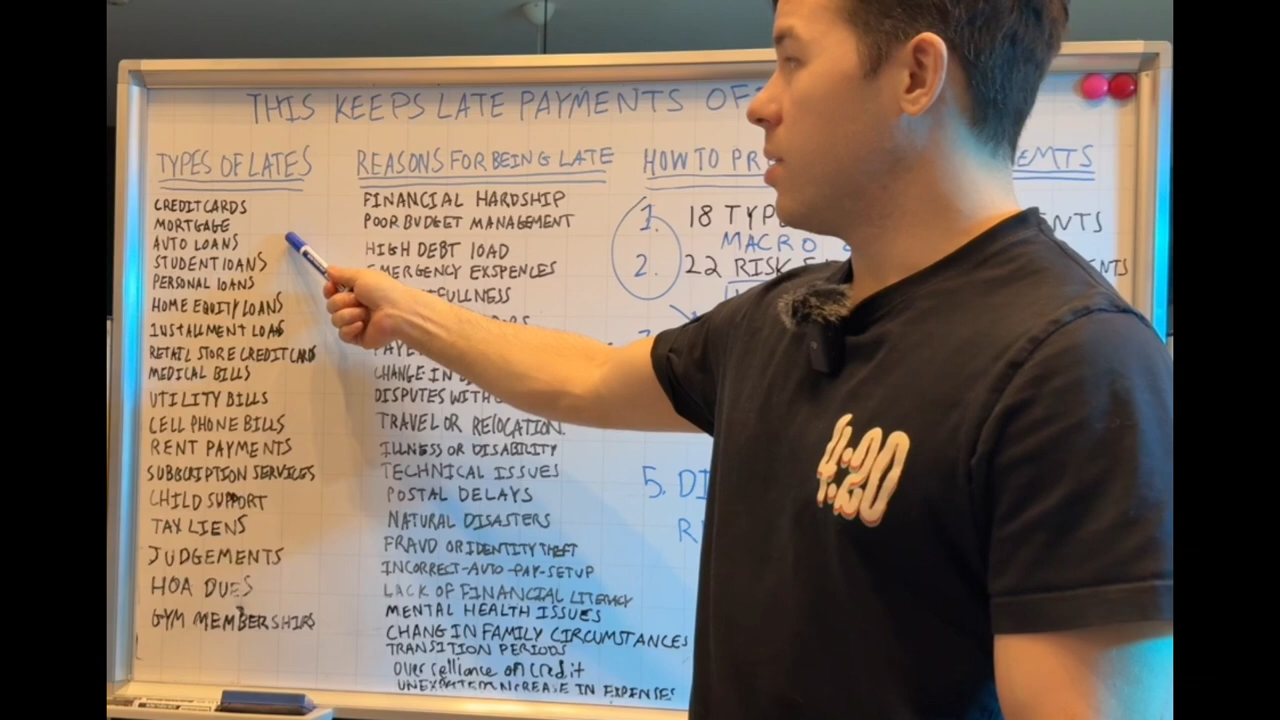 THIS KEEPS LATE PAYMENTS OF
TYPES OF LATES
CREDIT CARDS
MORTGAGE
AUTO LOANS
STUDENT LOANS
PERSONAL LOANS
HOME EQUITY LOANS
INSTALLMENT LOAS
RETAIL STORE CREDIT CARDS
MEDICAL BILLS
UTILITY BILLS
CELL PHONE BILLS
RENT PAYMENTS
SUBSCRIPTION SERVICES
CHILD SUPPORT
TAX LIENS
JUDGEMENTS
HOA DUES
GYM MEMBERSHIPS
REASONS FOR BEING LATE
FINANCIAL HARDSHIP
POOR BUDGET MANAGEMENT
HIGH DEBT LOAD
EMERGENCY EXSPENCES
FULLNESS
CHANGE IN
DISPUTES WITH
TRAVEL OR RELOCATION
ILLNESS OR DISABILITY
TECHNICAL ISSUES
POSTAL DELAYS
NATURAL DISASTERS
FRAUD OR IDENTITY THEFT
INCORRECT-AUTO-PAY-SETUP
LACK OF FINANCIAL LITERACY
MENTAL HEALTH ISSUES
CHANG IN FAMILY CIRCUMSTANCES
TRANSITION PERIODS
Over relliance on credit
INCREASE IN EXPENSES
HOW TO PR EMTS
1. 18 TYP ENTS
MACRO
2. 22 RISK
5. DI
R
4:20